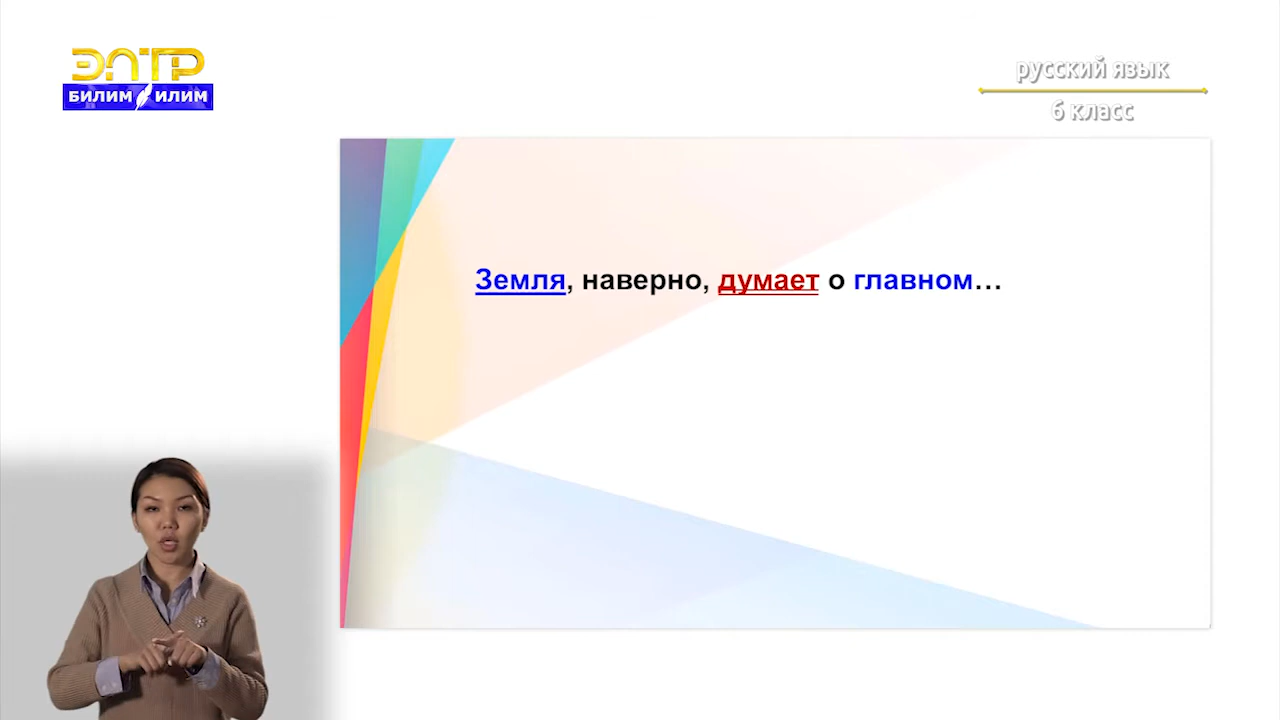 ЭЛТР
БИЛИМ ИЛИМ
русский язык
6 класс
Земля, наверно, думает о главном…